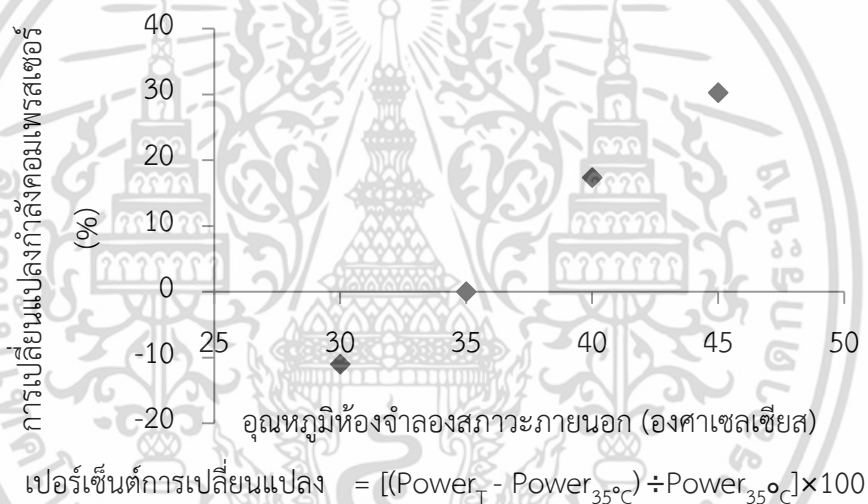 การเปลี่ยนแปลงกำลังคอมเพรสเซอร์
(%)
40
30
20
10
0
-10
-20
25 30 35 40 45 50
อุณหภูมิห้องจำลองสภาวะภายนอก (องศาเซลเซียส)
เปอร์เซ็นต์การเปลี่ยนแปลง = [(Power_T - Power_35°C) ÷Power_35°C]×100